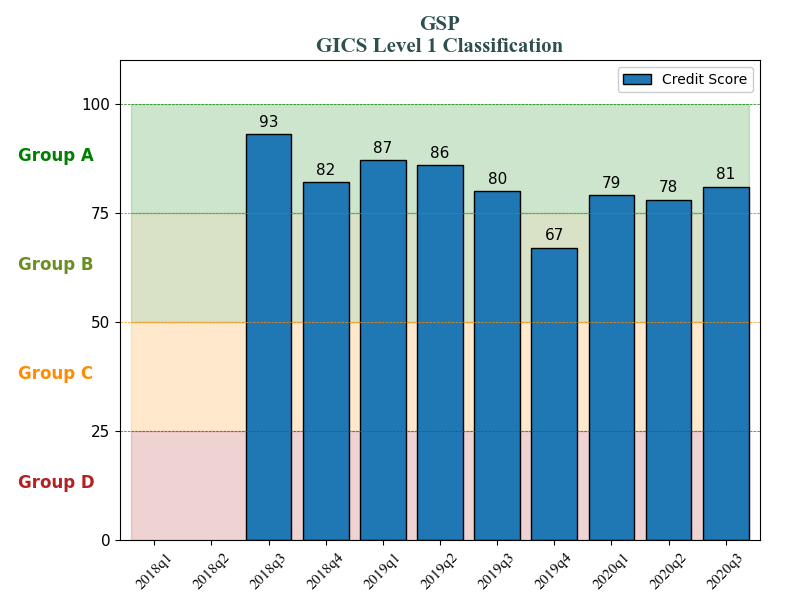 GSP
GICS Level 1 Classification
Credit Score
100
75
50
25
0
Group A
Group B
Group C
Group D
93
82
87
86
80
67
79
78
81
2018q1
2018q2
2018q3
2018q4
2019q1
2019q2
2019q3
2019q4
2020q1
2020q2
2020q3